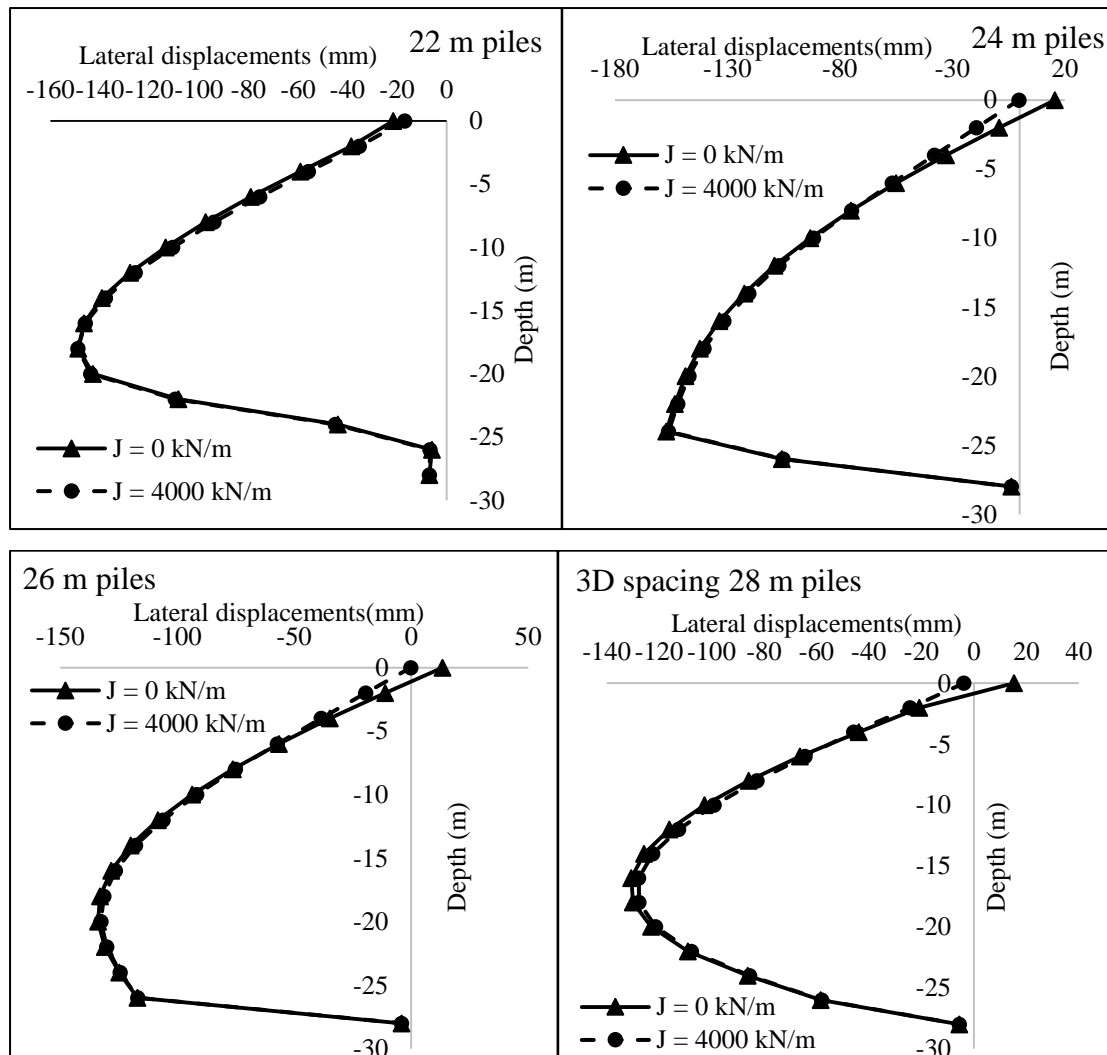 Lateral displacements (mm)
22 m piles
-160 -140 -120 -100 -80 -60 -40 -20 0
0
-5
-10
-15
-20
-25
-30
Depth (m)
J = 0 kN/m
J = 4000 kN/m
Lateral displacements(mm)
24 m piles
-180 -130 -80 -30 20
0
-5
-10
-15
-20
-25
-30
Depth (m)
J = 0 kN/m
J = 4000 kN/m
26 m piles
Lateral displacements(mm)
-150 -100 -50 0 50
0
-5
-10
-15
-20
-25
-30
Depth (m)
J = 0 kN/m
J = 4000 kN/m
3D spacing 28 m piles
Lateral displacements(mm)
-140 -120 -100 -80 -60 -40 -20 0 20 40
0
-5
-10
-15
-20
-25
-30
Depth (m)
J = 0 kN/m
J = 4000 kN/m